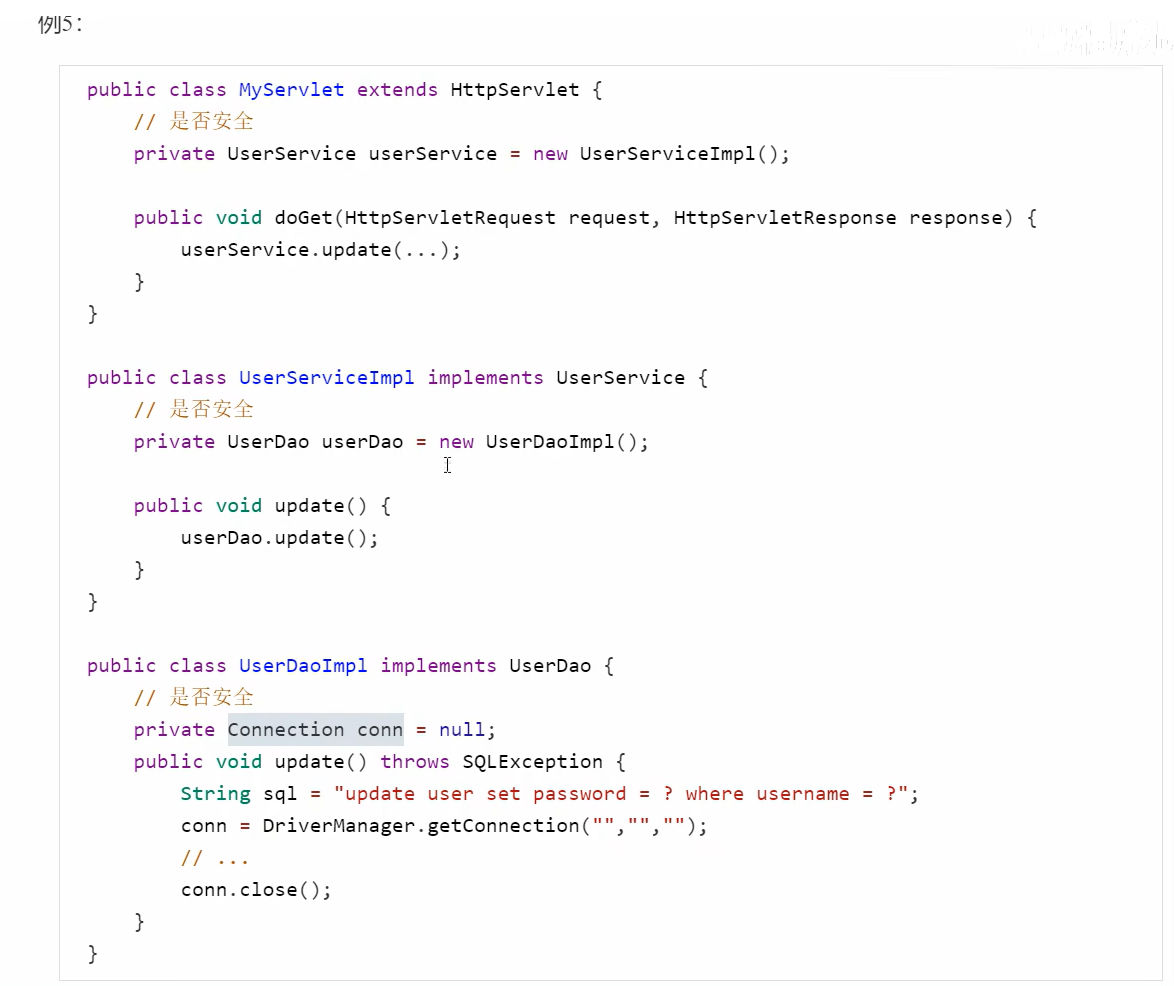 例5：
public class MyServlet extends HttpServlet {
// 是否安全
private UserService userService = new UserServiceImpl();
public void doGet(HttpServletRequest request, HttpServletResponse response) {
userService.update(...);
}
}
public class UserServiceImpl implements UserService {
// 是否安全
private UserDao userDao = new UserDaoImpl();
public void update() {
userDao.update();
}
}
public class UserDaoImpl implements UserDao {
// 是否安全
private Connection conn = null;
public void update() throws SQLException {
String sql = "update user set password = ? where username = ?";
conn = DriverManager.getConnection("","","");
// ...
conn.close();
}
}